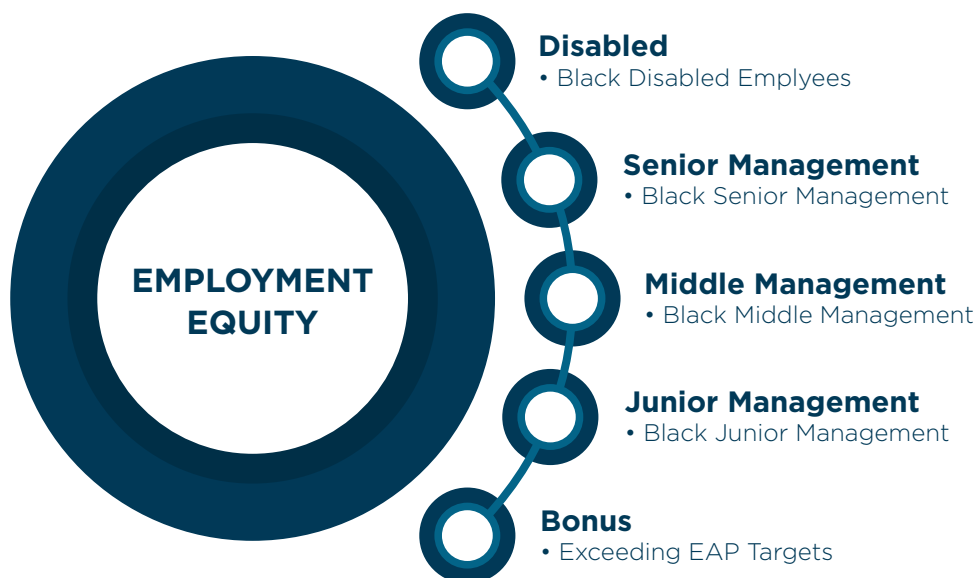 EMPLOYMENT
EQUITY
Disabled
• Black Disabled Emplyees
Senior Management
• Black Senior Management
Middle Management
• Black Middle Management
Junior Management
• Black Junior Management
Bonus
• Exceeding EAP Targets